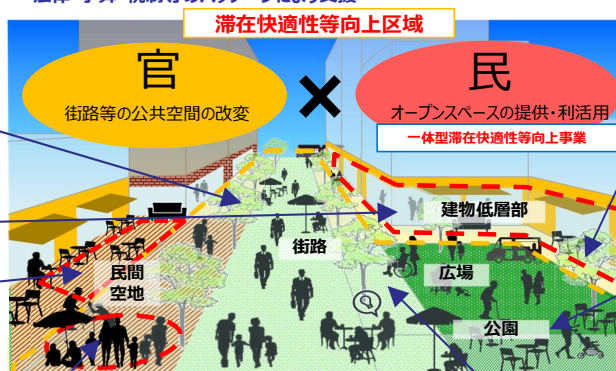 滞在快適性等向上区域
官
街路等の公共空間の改変
民
オープンスペースの提供・利活用
一体型滞在快適性等向上事業
建物低層部
街路
広場
民間
空地
公園